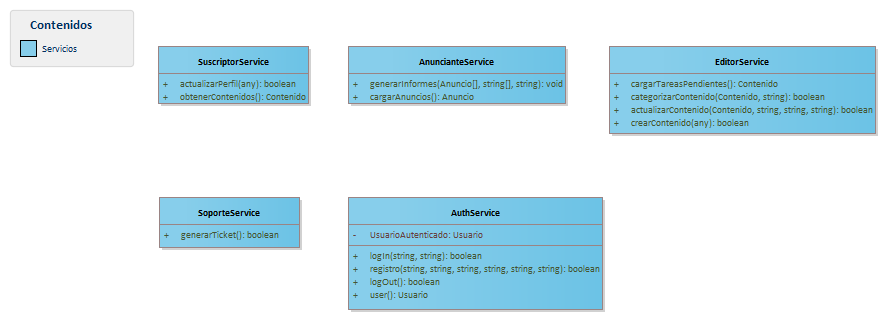 Contenidos
Servicios
SuscriptorService
+ actualizarPerfil(any): boolean
+ obtenerContenidos(): Contenido
AnuncianteService
+ generarInformes(Anuncio[], string[], string): void
+ cargarAnuncios(): Anuncio
EditorService
+ cargarTareasPendientes(): Contenido
+ categorizarContenido(Contenido, string): boolean
+ actualizarContenido(Contenido, string, string, string): boolean
+ crearContenido(any): boolean
SoporteService
+ generarTicket(): boolean
AuthService
- UsuarioAutenticado: Usuario
+ logIn(string, string): boolean
+ registro(string, string, string, string, string, string): boolean
+ logOut(): boolean
+ user(): Usuario